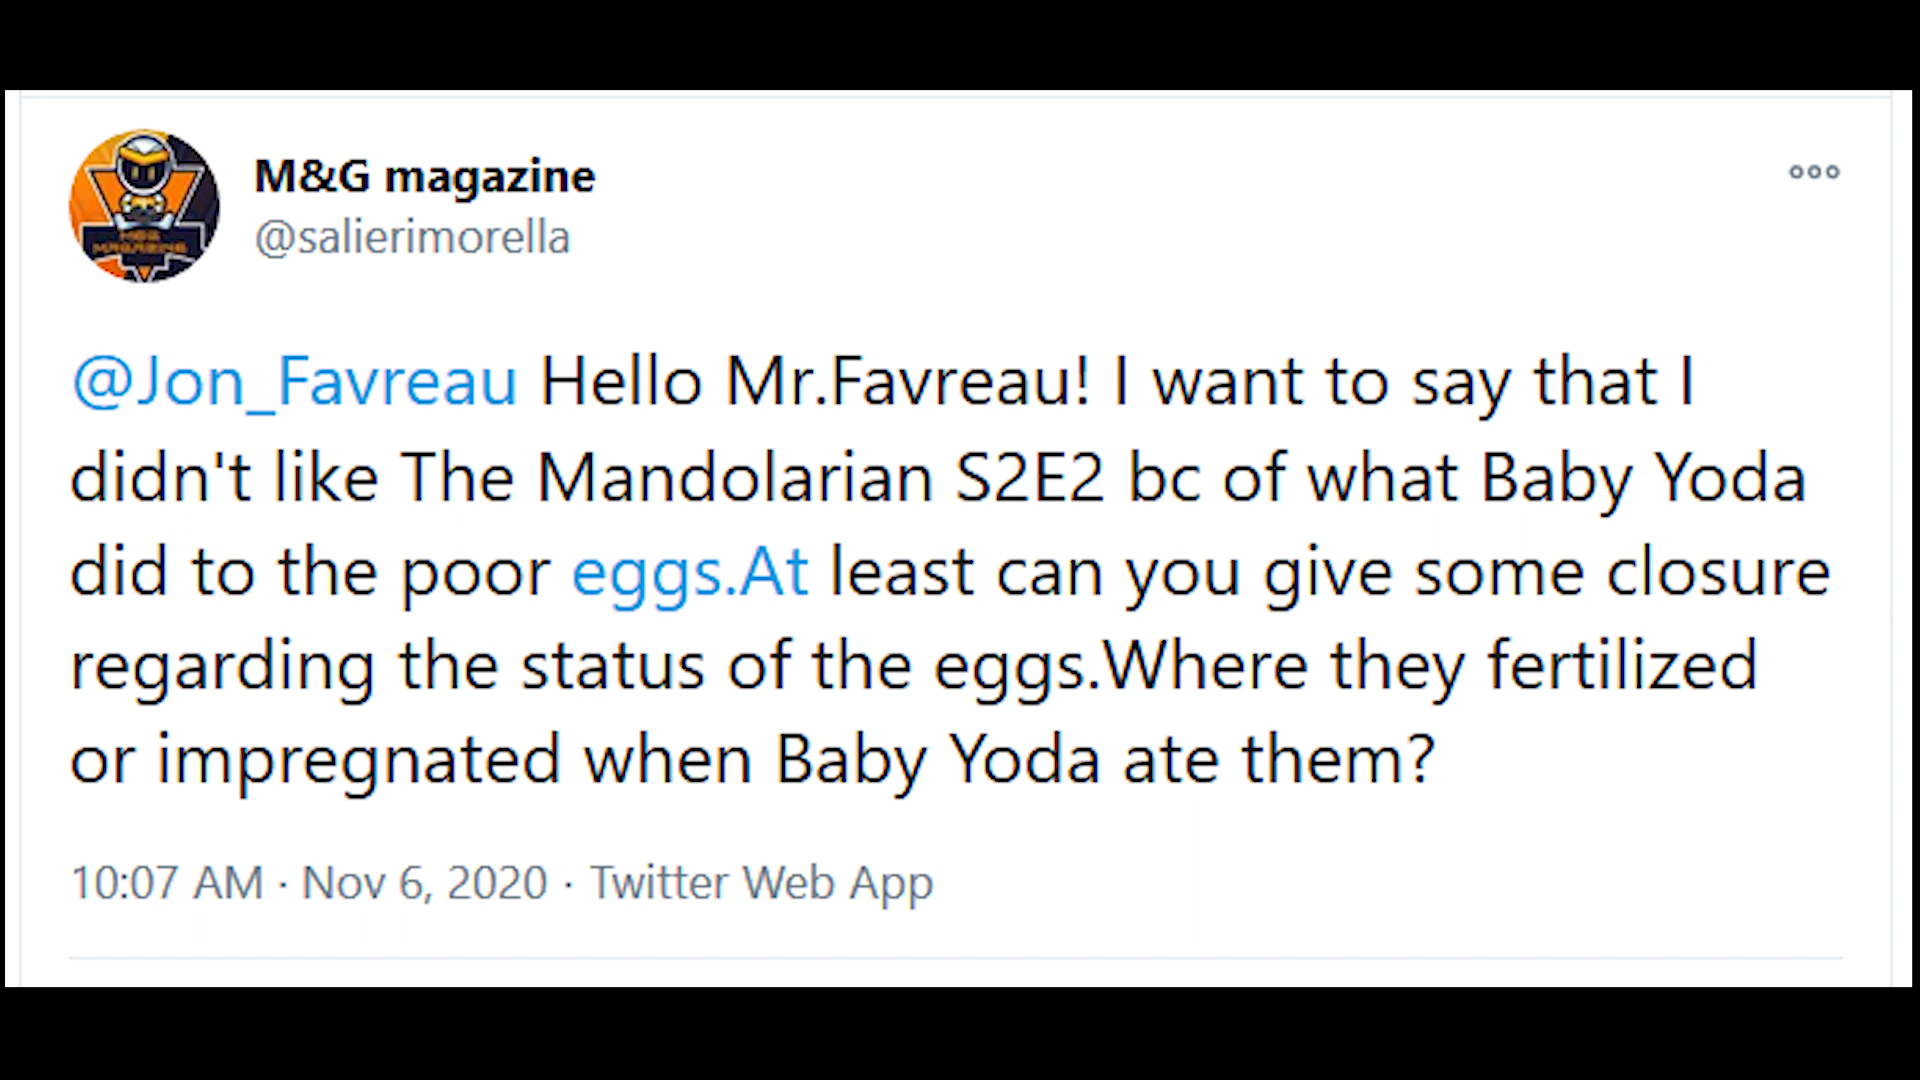 M&G magazine
@salierimorella
M&G
MAGAZINE
@Jon_Favreau Hello Mr.Favreau! I want to say that I
didn't like The Mandolarian S2E2 bc of what Baby Yoda
did to the poor eggs.At least can you give some closure
regarding the status of the eggs.Where they fertilized
or impregnated when Baby Yoda ate them?
10:07 AM · Nov 6, 2020 · Twitter Web App